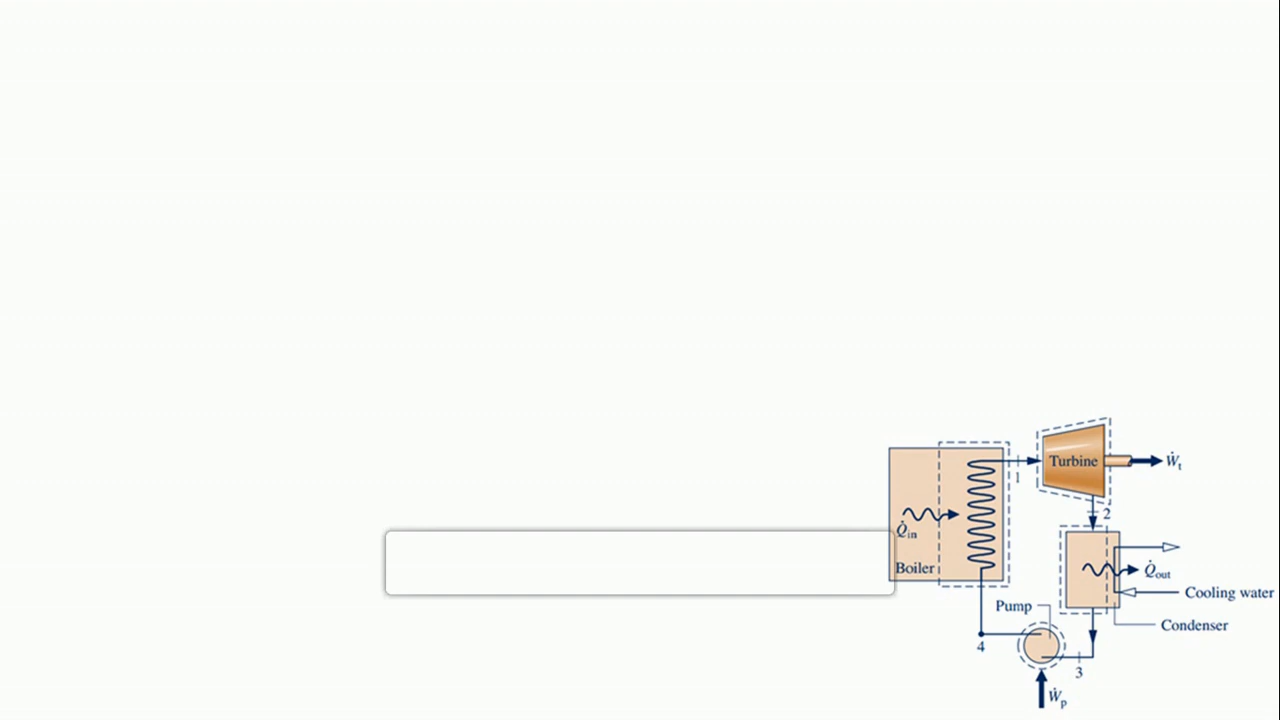 Turbine
Ẇt
1
2
Q̇in
Boiler
Q̇out
Cooling water
Pump
Condenser
4
3
Ẇp